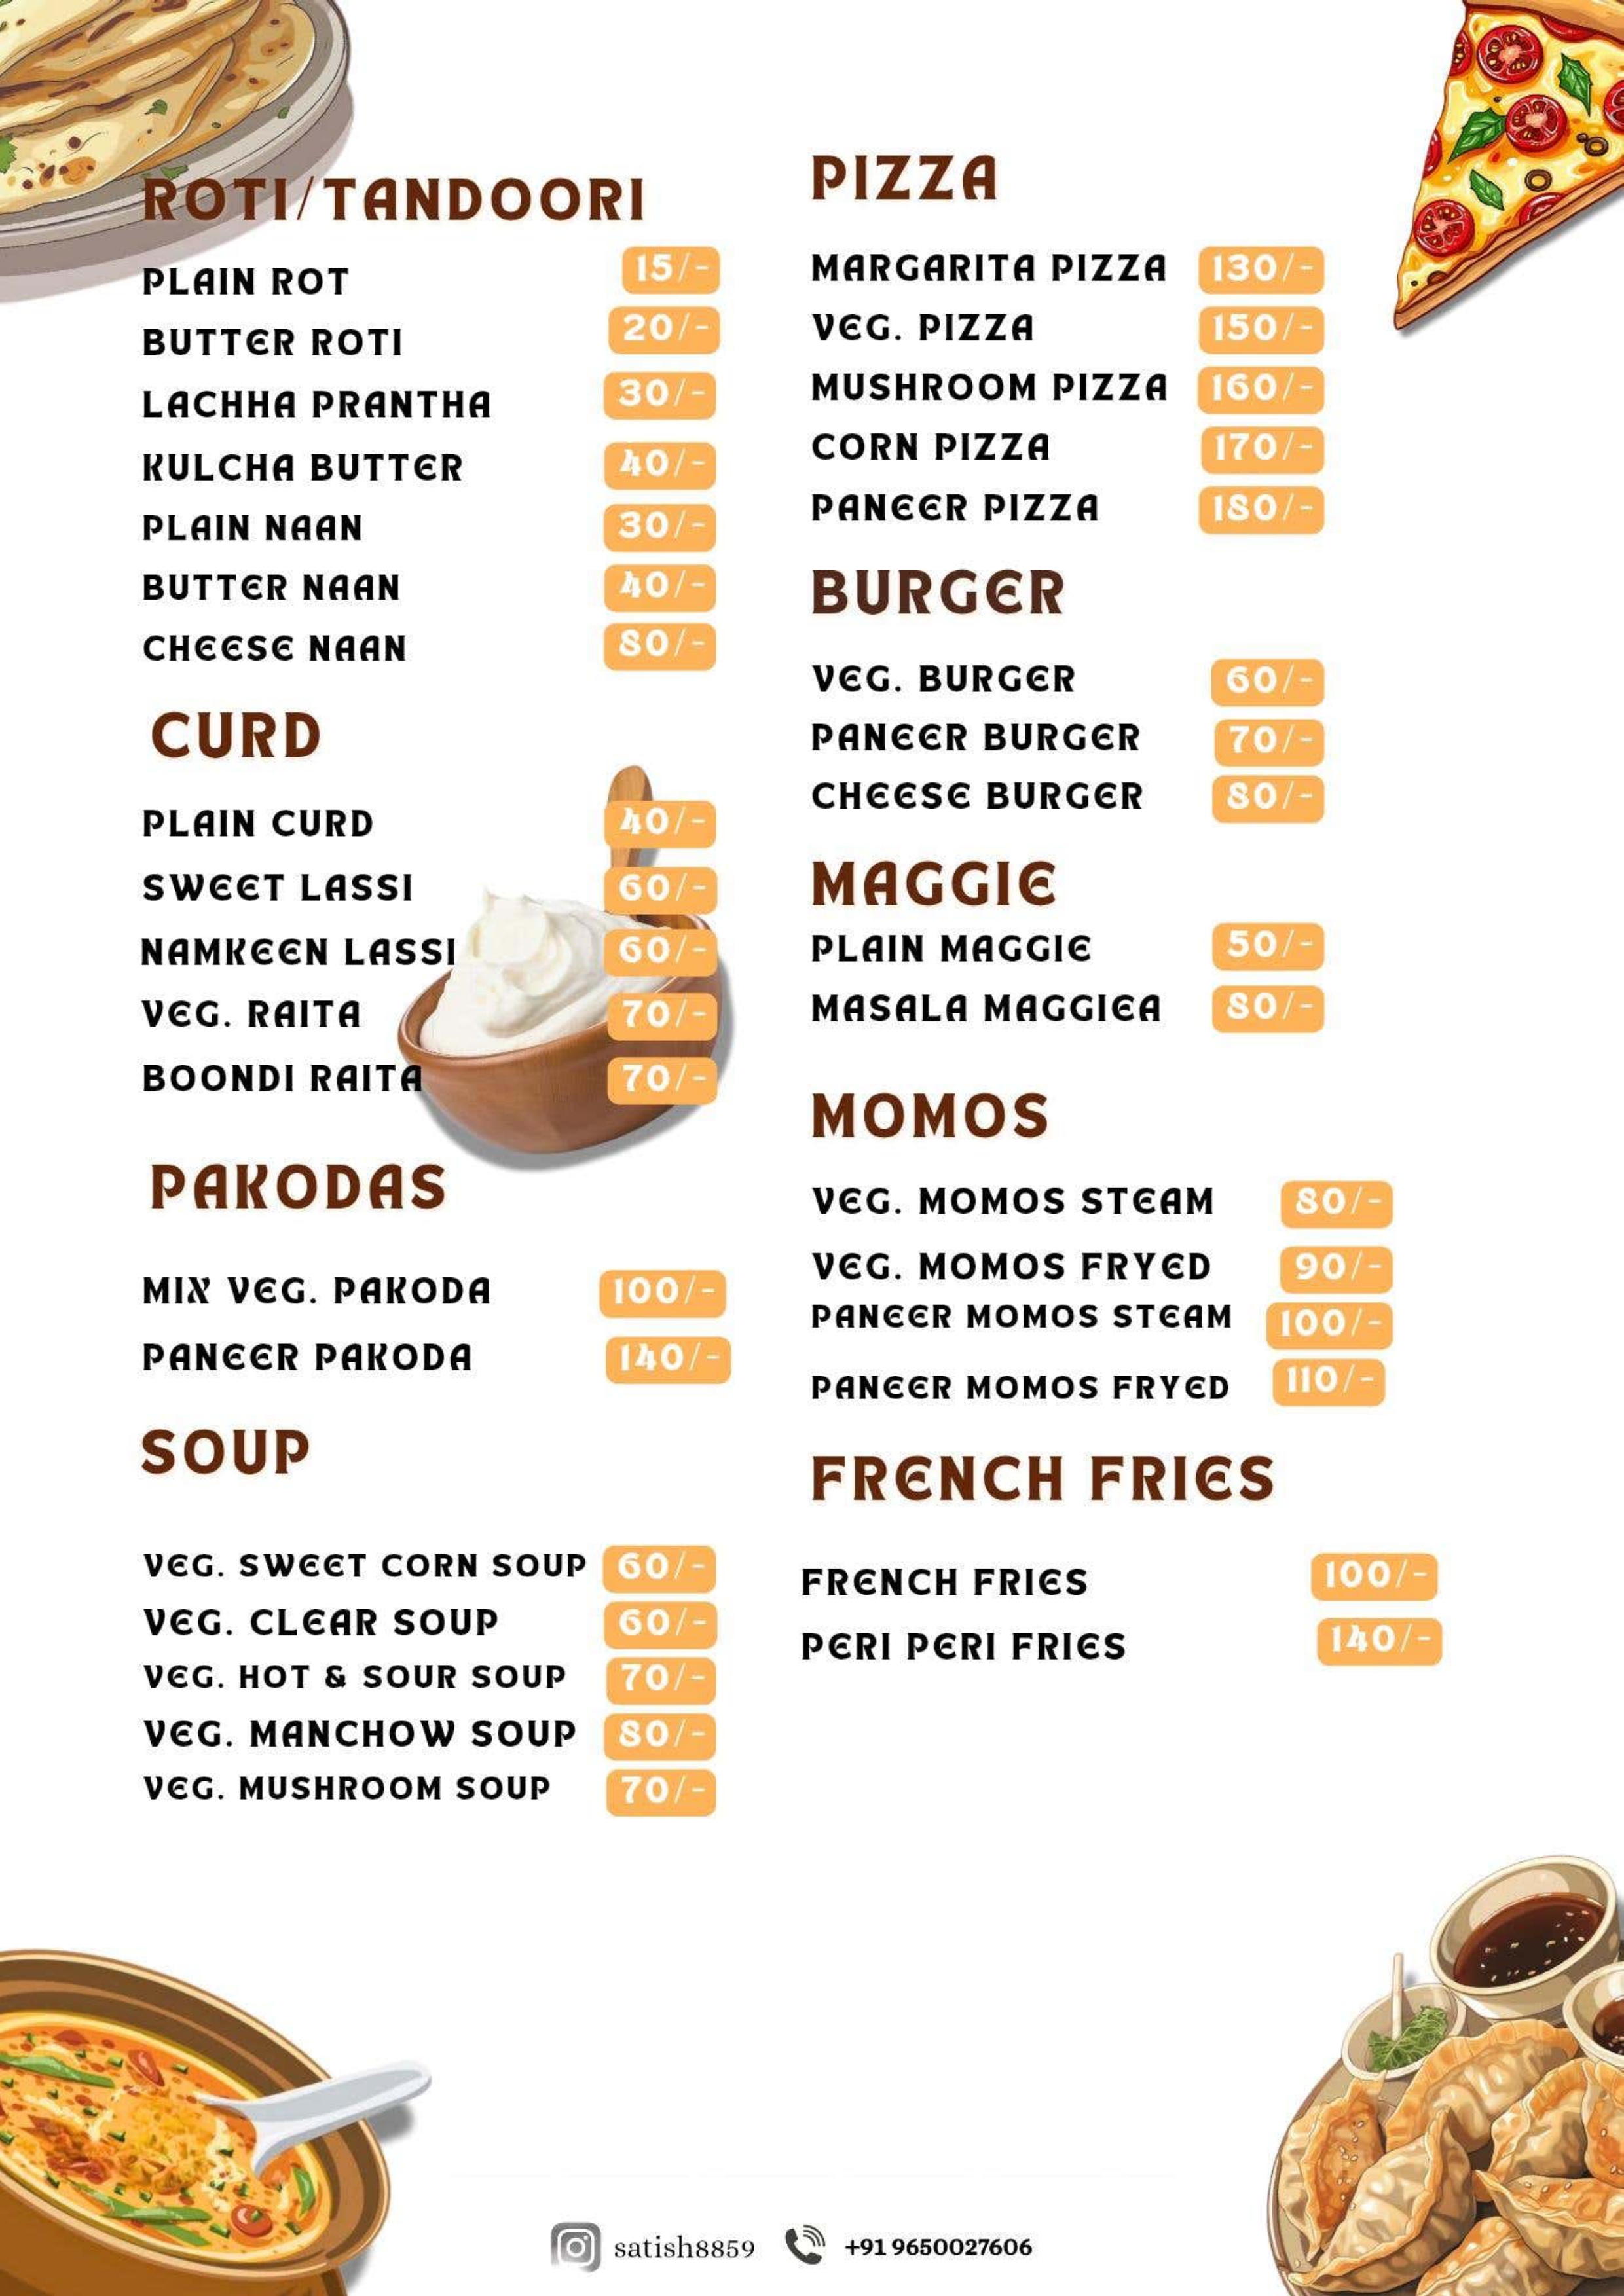 ROTI/TANDOORI
PLAIN ROT 15/-
BUTTER ROTI 20/-
LACHHA PRANTHA 30/-
KULCHA BUTTER 40/-
PLAIN NAAN 30/-
BUTTER NAAN 40/-
CHEESE NAAN 80/-
CURD
PLAIN CURD 40/-
SWEET LASSI 60/-
NAMKEEN LASSI 60/-
VEG. RAITA 70/-
BOONDI RAITA 70/-
PAKODAS
MIX VEG. PAKODA 100/-
PANEER PAKODA 140/-
SOUP
VEG. SWEET CORN SOUP 60/-
VEG. CLEAR SOUP 60/-
VEG. HOT & SOUR SOUP 70/-
VEG. MANCHOW SOUP 80/-
VEG. MUSHROOM SOUP 70/-
PIZZA
MARGARITA PIZZA 130/-
VEG. PIZZA 150/-
MUSHROOM PIZZA 160/-
CORN PIZZA 170/-
PANEER PIZZA 180/-
BURGER
VEG. BURGER 60/-
PANEER BURGER 70/-
CHEESE BURGER 80/-
MAGGIE
PLAIN MAGGIE 50/-
MASALA MAGGIEA 80/-
MOMOS
VEG. MOMOS STEAM 80/-
VEG. MOMOS FRYED 90/-
PANEER MOMOS STEAM 100/-
PANEER MOMOS FRYED 110/-
FRENCH FRIES
FRENCH FRIES 100/-
PERI PERI FRIES 140/-
satish8859 +91 9650027606